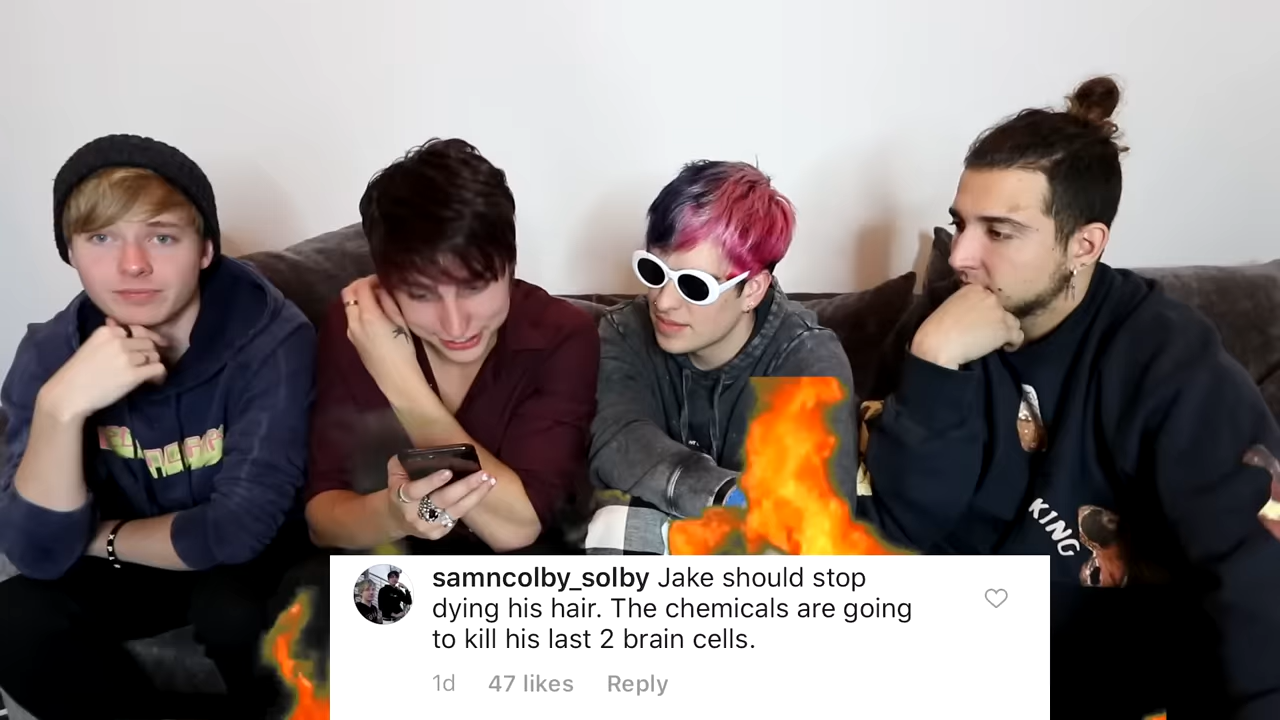 KING
samncolby_solby Jake should stop
dying his hair. The chemicals are going
to kill his last 2 brain cells.
1d 47 likes Reply